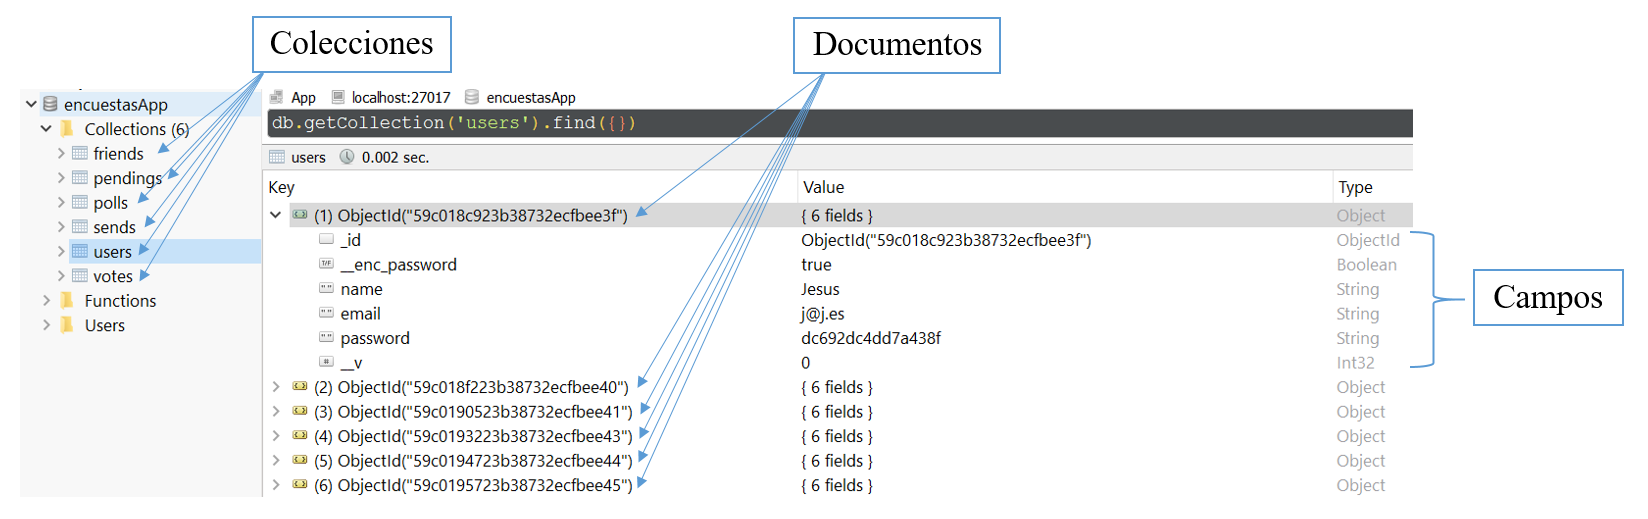 Colecciones
Documentos
encuestasApp
Collections (6)
friends
pendings
polls
sends
users
votes
Functions
Users
App localhost:27017 encuestasApp
db.getCollection('users').find({})
users 0.002 sec.
Key Value Type
(1) ObjectId("59c018c923b38732ecfbee3f") { 6 fields } Object
_id ObjectId("59c018c923b38732ecfbee3f") ObjectId
T/F __enc_password true Boolean
" " name Jesus String
" " email j@j.es String
" " password dc692dc4dd7a438f String
# __v 0 Int32
(2) ObjectId("59c018f223b38732ecfbee40") { 6 fields } Object
(3) ObjectId("59c0190523b38732ecfbee41") { 6 fields } Object
(4) ObjectId("59c0193223b38732ecfbee43") { 6 fields } Object
(5) ObjectId("59c0194723b38732ecfbee44") { 6 fields } Object
(6) ObjectId("59c0195723b38732ecfbee45") { 6 fields } Object
Campos